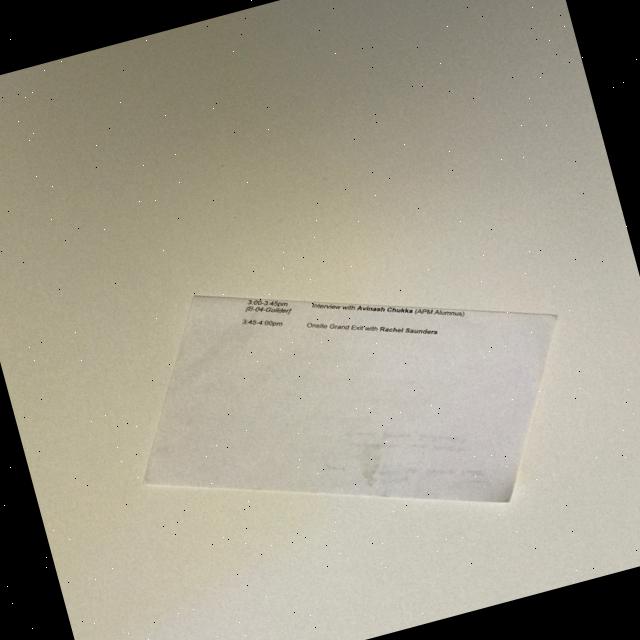 3:00-3:45pm Interview with Avinash Chukka (APM Alumnus)
[B-04-Guilder]
3:45-4:00pm Onsite Grand Exit with Rachel Saunders